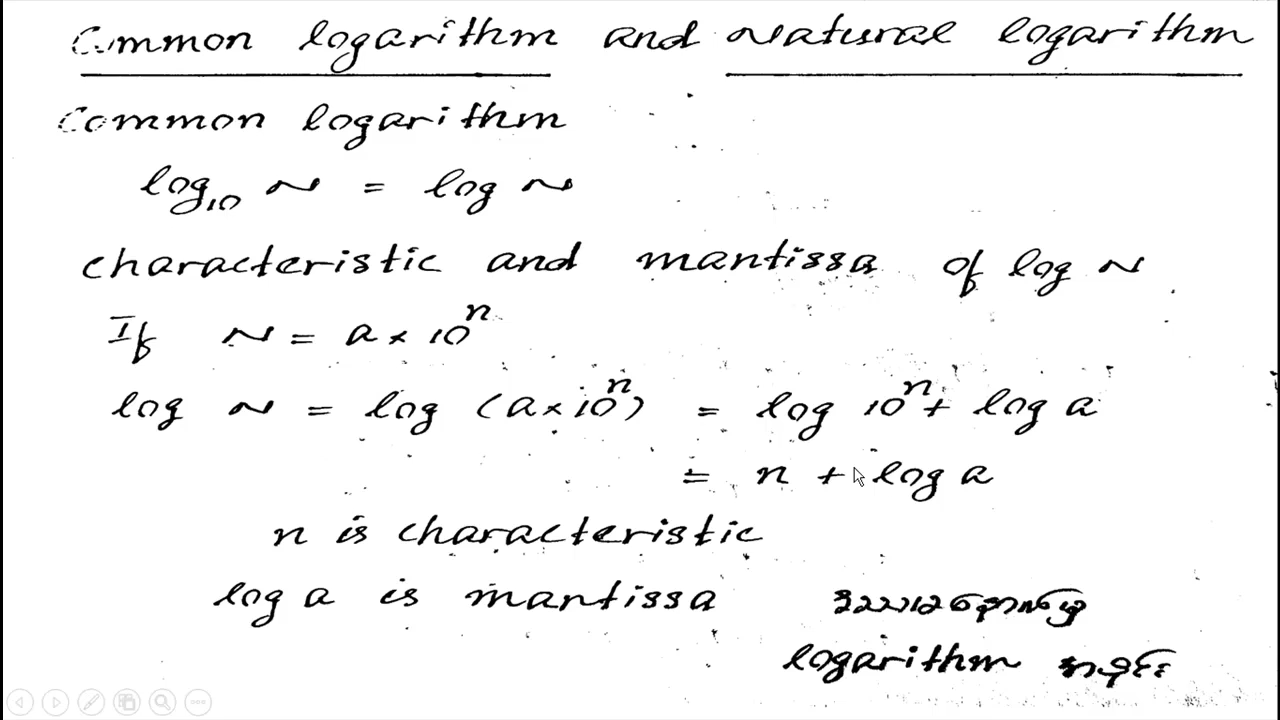 Common logarithm and Natural logarithm
Common logarithm
log₁₀ N = log N
characteristic and mantissa of log N
If N = a × 10ⁿ
log N = log (a × 10ⁿ) = log 10ⁿ + log a
= n + log a
n is characteristic
log a is mantissa
logarithm